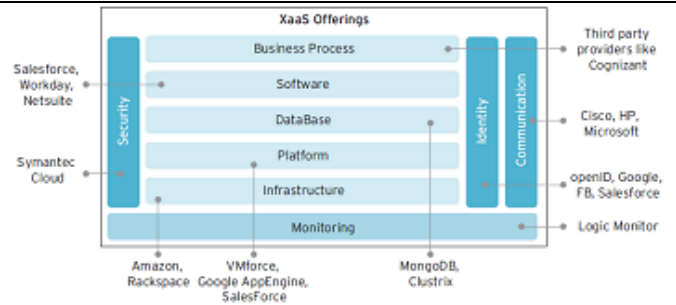 XaaS Offerings
Business Process
Third party
providers like
Cognizant
Salesforce,
Workday,
Netsuite
Software
Security
DataBase
Identity
Communication
Cisco, HP,
Microsoft
Symantec
Cloud
Platform
Infrastructure
openID, Google,
FB, Salesforce
Monitoring
Logic Monitor
Amazon,
Rackspace
VMforce,
Google AppEngine,
SalesForce
MongoDB,
Clustrix